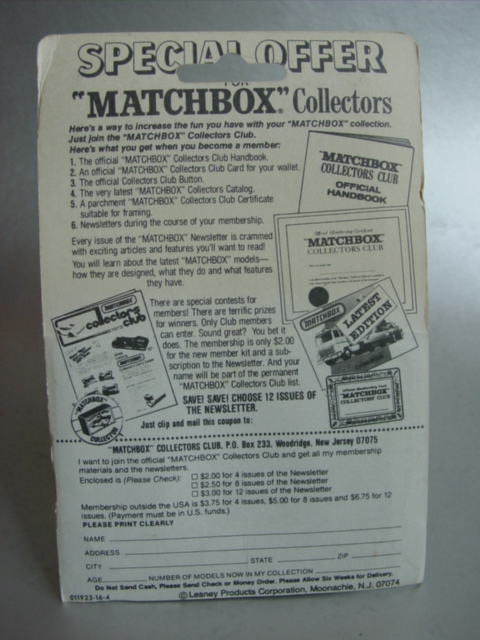 SPECIAL OFFER
FOR
"MATCHBOX"® Collectors
Here's a way to increase the fun you have with your "MATCHBOX" collection.
Just join the "MATCHBOX" Collectors Club.
Here's what you get when you become a member:
1. The official "MATCHBOX" Collectors Club Handbook.
2. An official "MATCHBOX" Collectors Club Card for your wallet.
3. The official Collectors Club Button.
4. The very latest "MATCHBOX" Collectors Catalog.
5. A parchment "MATCHBOX" Collectors Club Certificate
suitable for framing.
6. Newsletters during the course of your membership.
"MATCHBOX"
COLLECTORS CLUB
OFFICIAL
HANDBOOK
Every issue of the "MATCHBOX" Newsletter is crammed
with exciting articles and features you'll want to read!
You will learn about the latest "MATCHBOX" models—
how they are designed, what they do and what features
they have.
Official Membership Certificate
"MATCHBOX"
COLLECTORS CLUB
MATCHBOX
LATEST
EDITION
MATCHBOX
collectors
club
"MATCHBOX"
COLLECTOR
There are special contests for
members! There are terrific prizes
for winners. Only Club members
can enter. Sound great? You bet it
does. The membership is only $2.00
for the new member kit and a sub-
scription to the Newsletter. And your
name will be part of the permanent
"MATCHBOX" Collectors Club list.
Official Membership Card
"MATCHBOX"
COLLECTORS' CLUB
SAVE! SAVE! CHOOSE 12 ISSUES OF
THE NEWSLETTER.
Just clip and mail this coupon to:
"MATCHBOX" COLLECTORS CLUB, P.O. Box 233, Woodridge, New Jersey 07075
I want to join the official "MATCHBOX" Collectors Club and get all my membership
materials and the newsletters.
Enclosed is (Please Check): □ $2.00 for 4 issues of the Newsletter
□ $2.50 for 8 issues of the Newsletter
□ $3.00 for 12 issues of the Newsletter
Membership outside the USA is $3.75 for 4 issues, $5.00 for 8 issues and $6.75 for 12
issues. (Payment must be in U.S. funds.)
PLEASE PRINT CLEARLY
NAME
ADDRESS
CITY STATE ZIP
AGE NUMBER OF MODELS NOW IN MY COLLECTION
Do Not Send Cash, Please Send Check or Money Order. Please Allow Six Weeks for Delivery.
011923-16-4 © Lesney Products Corporation, Moonachie, N.J. 07074